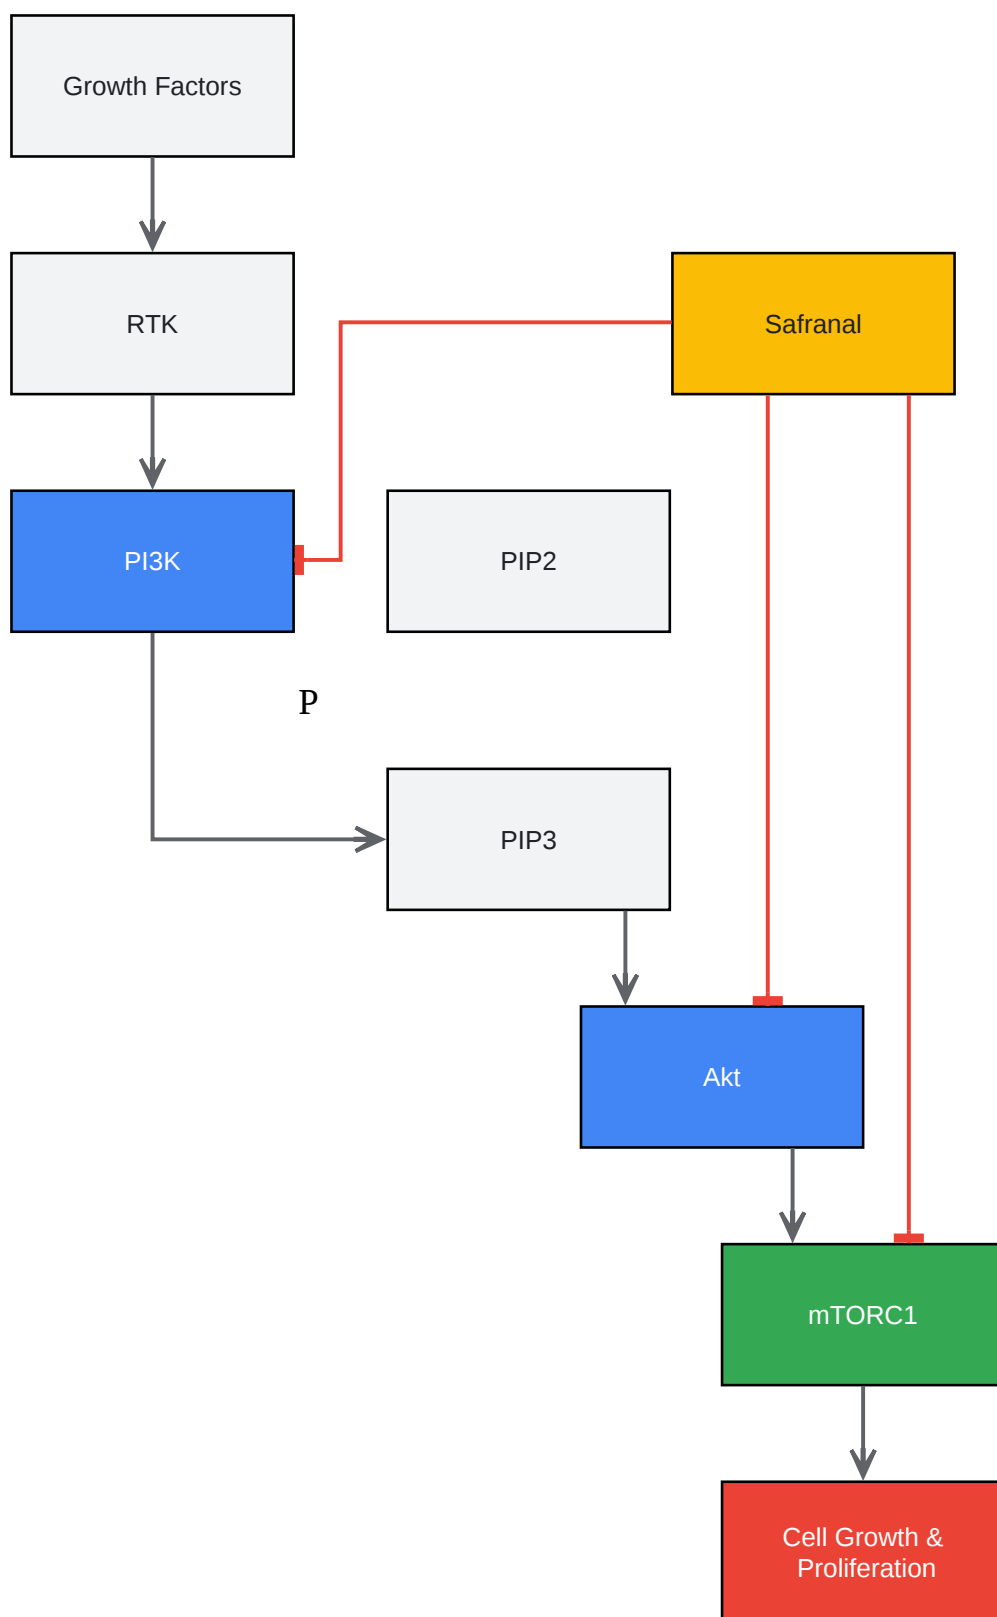 Growth Factors
RTK
Safranal
PI3K
PIP2
P
PIP3
Akt
mTORC1
Cell Growth &
Proliferation